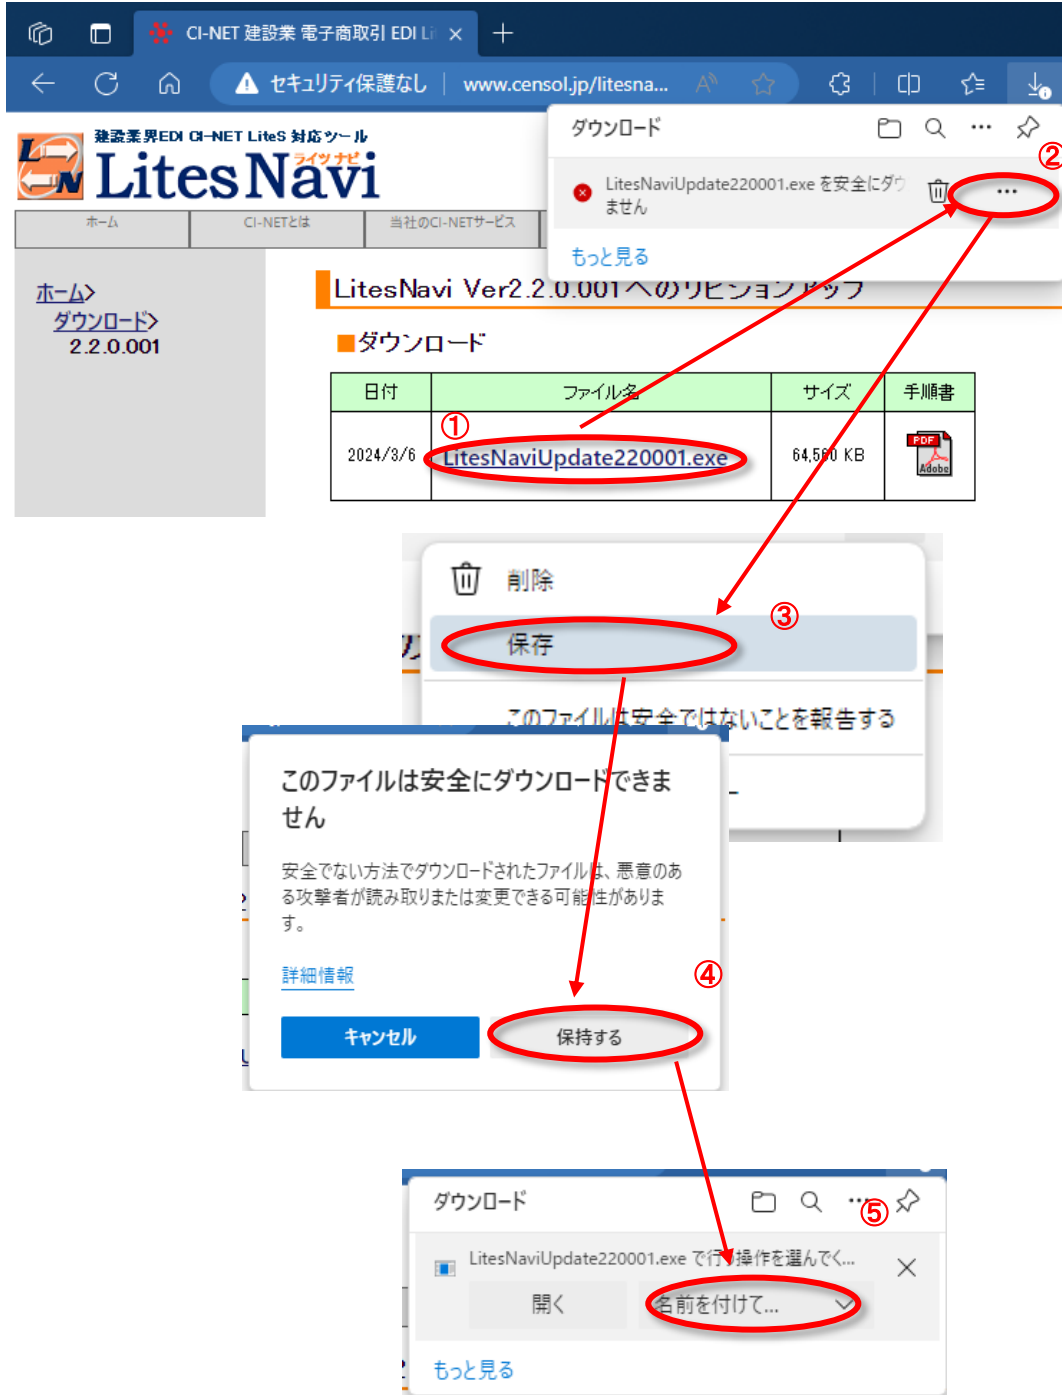 CI-NET 建設業 電子商取引 EDI Li
セキュリティ保護なし
www.censol.jp/litesna...
建設業界EDI CI-NET LiteS 対応ツール
ライツナビ
LN
LitesNavi
ホーム
CI-NETとは
当社のCI-NETサービス
ダウンロード
②
LitesNaviUpdate220001.exe を安全にダウ
ません
もっと見る
ホーム>
ダウンロード>
2.2.0.001
LitesNavi Ver2.2.0.001へのリビジョンアップ
■ダウンロード
日付
ファイル名
サイズ
手順書
①
2024/3/6
LitesNaviUpdate220001.exe
64,560 KB
PDF
Adobe
削除
③
保存
このファイルは安全ではないことを報告する
このファイルは安全にダウンロードできま
せん
安全でない方法でダウンロードされたファイルは、悪意のあ
る攻撃者が読み取りまたは変更できる可能性がありま
す。
詳細情報
④
キャンセル
保持する
ダウンロード
⑤
LitesNaviUpdate220001.exe で行う操作を選んでく...
開く
名前を付けて...
もっと見る